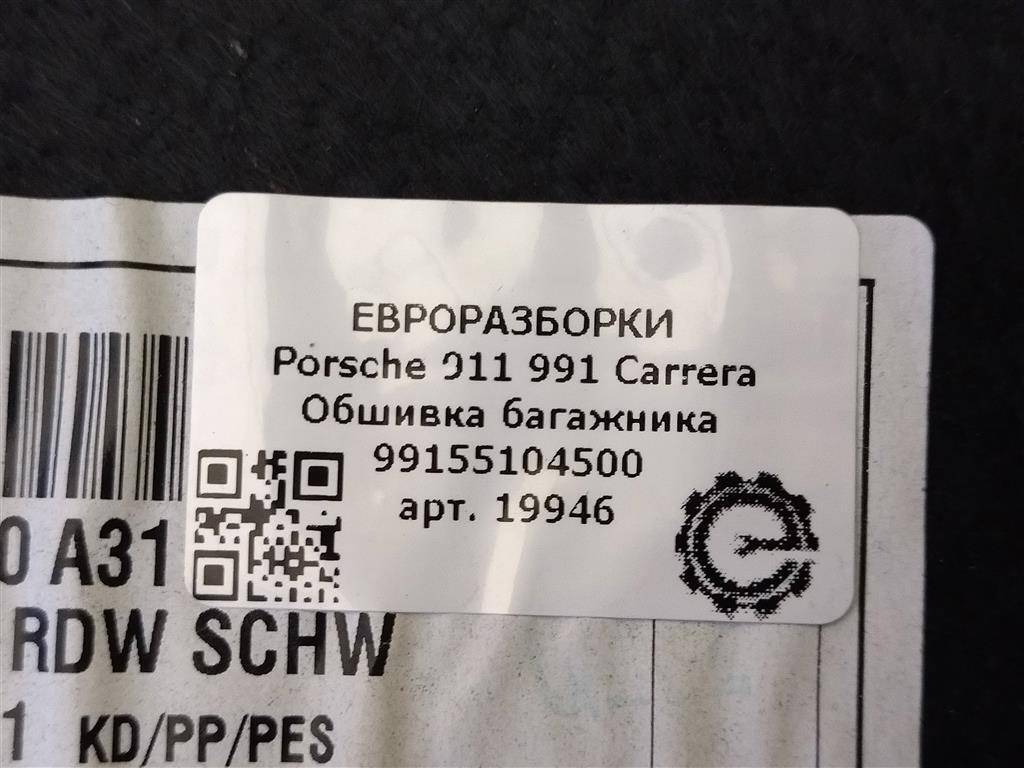 ЕВРОРАЗБОРКИ
Porsche 911 991 Carrera
Обшивка багажника
99155104500
арт. 19946
0 A31
RDW SCHW
1 KD/PP/PES